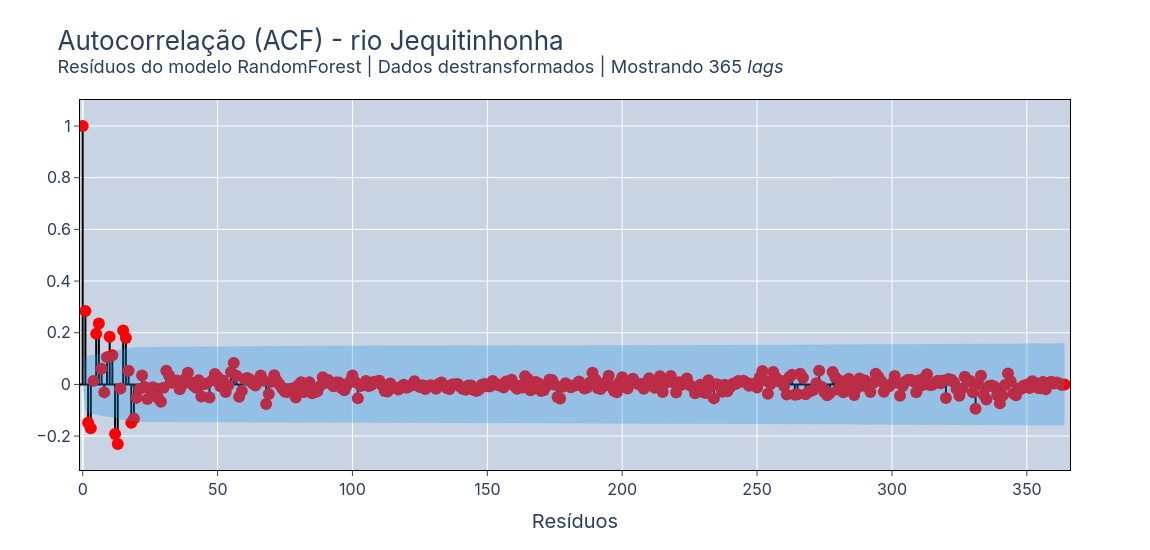 Autocorrelação (ACF) - rio Jequitinhonha
Resíduos do modelo RandomForest | Dados destransformados | Mostrando 365 lags
1
0.8
0.6
0.4
0.2
0
−0.2
0 50 100 150 200 250 300 350
Resíduos